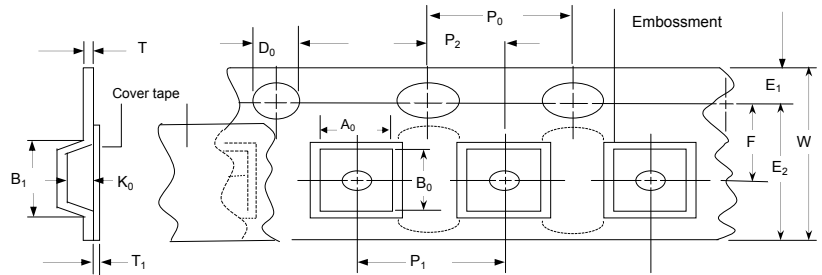 P0
Embossment
T
D0
P2
E1
Cover tape
A0
F
W
E2
B1
K0
B0
T1
P1